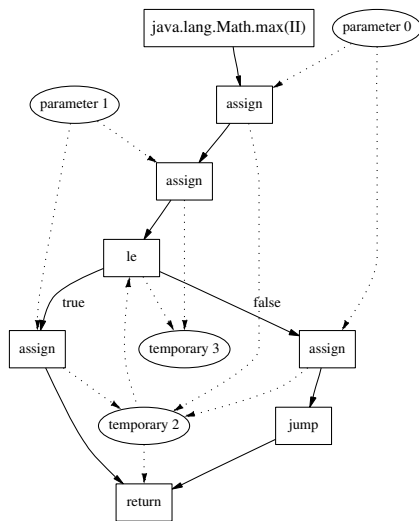 java.lang.Math.max(II)
parameter 0
parameter 1
assign
assign
le
true
false
assign
temporary 3
assign
temporary 2
jump
return